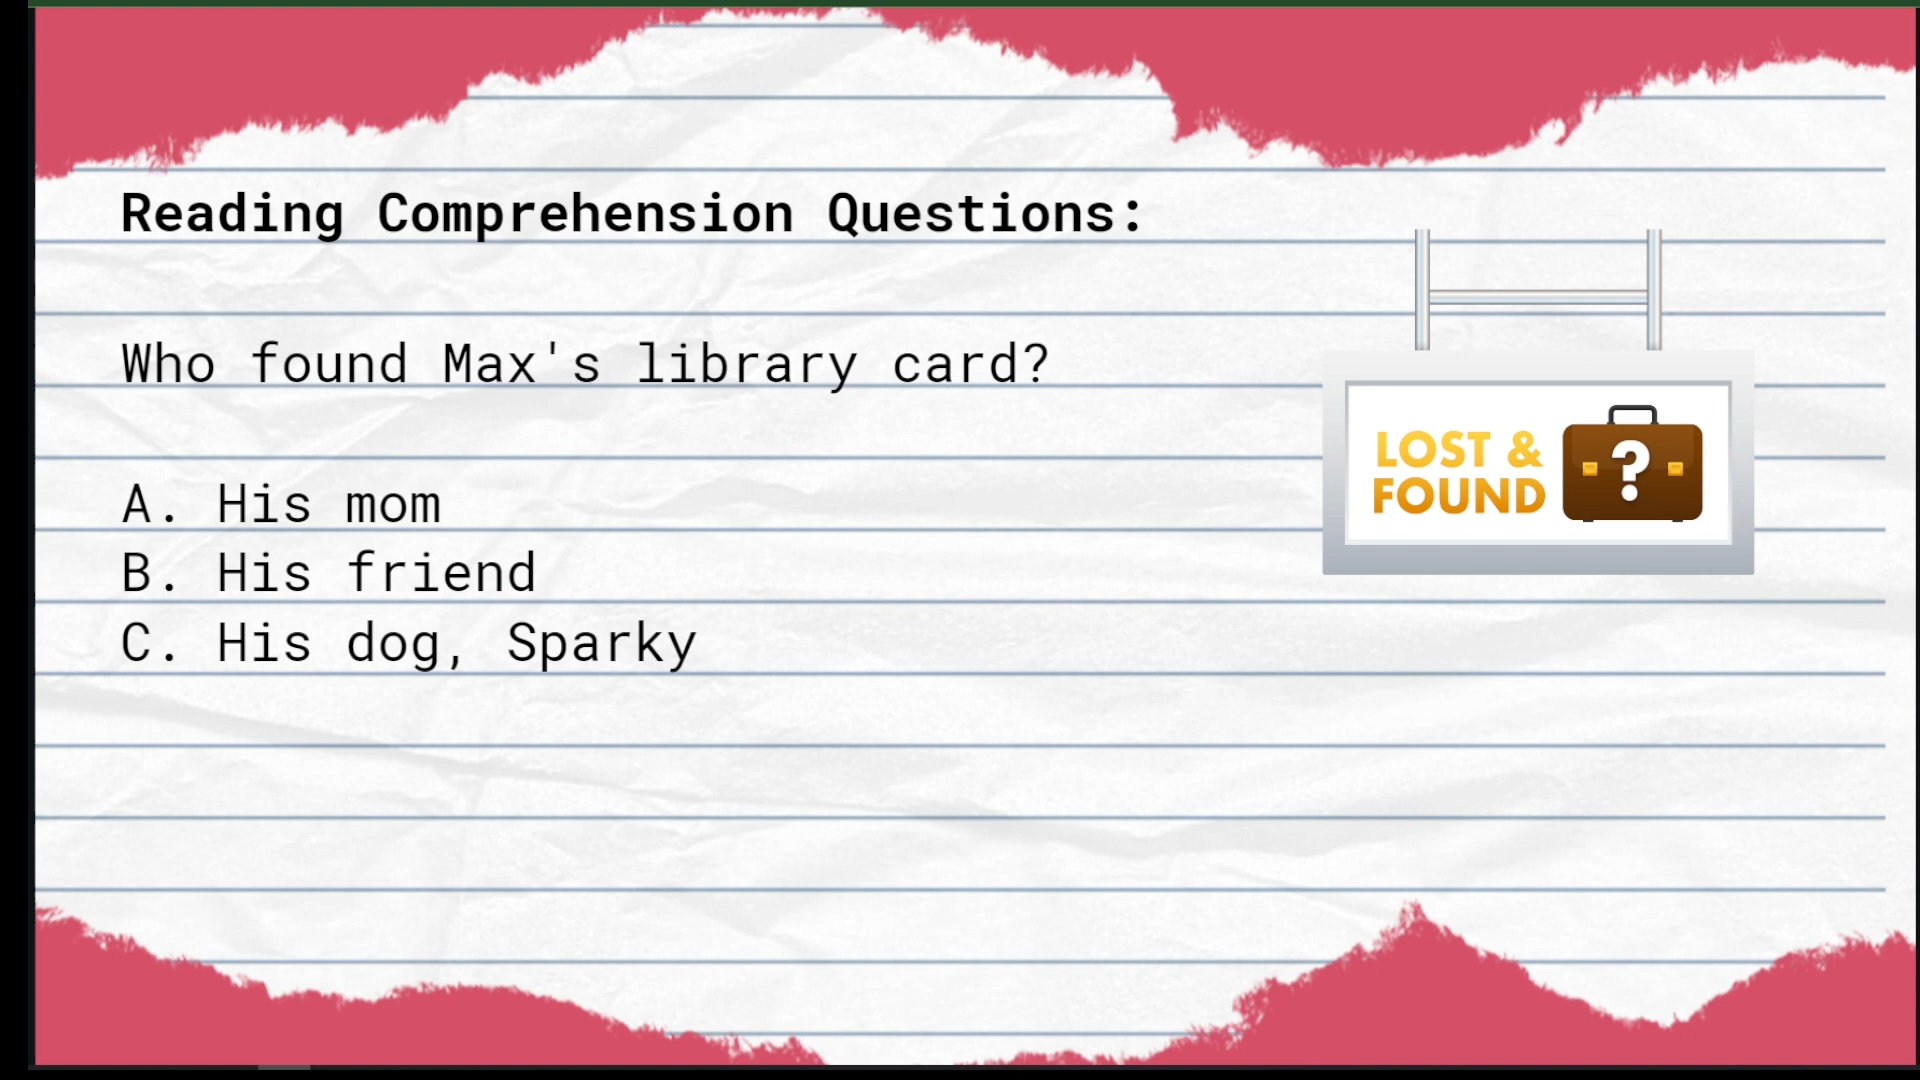 Reading Comprehension Questions:
Who found Max's library card?
A. His mom
B. His friend
C. His dog, Sparky
LOST &
FOUND
?